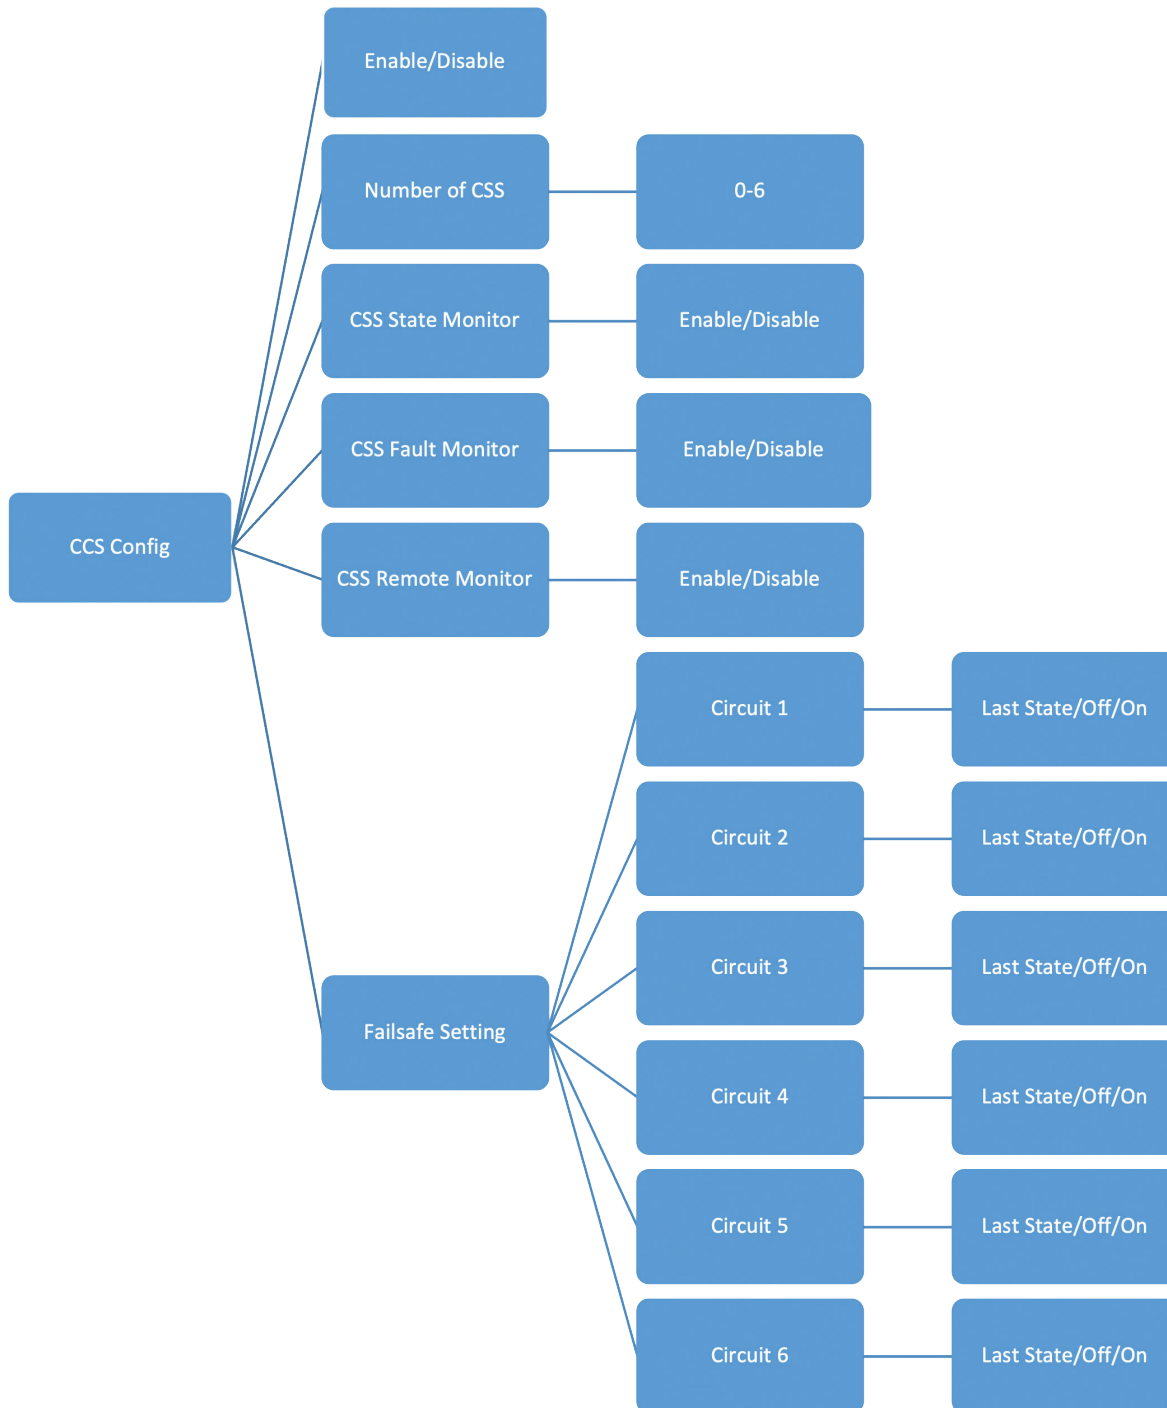 Enable/Disable
Number of CSS
0-6
CSS State Monitor
Enable/Disable
CSS Fault Monitor
Enable/Disable
CCS Config
CSS Remote Monitor
Enable/Disable
Circuit 1
Last State/Off/On
Circuit 2
Last State/Off/On
Circuit 3
Last State/Off/On
Failsafe Setting
Circuit 4
Last State/Off/On
Circuit 5
Last State/Off/On
Circuit 6
Last State/Off/On